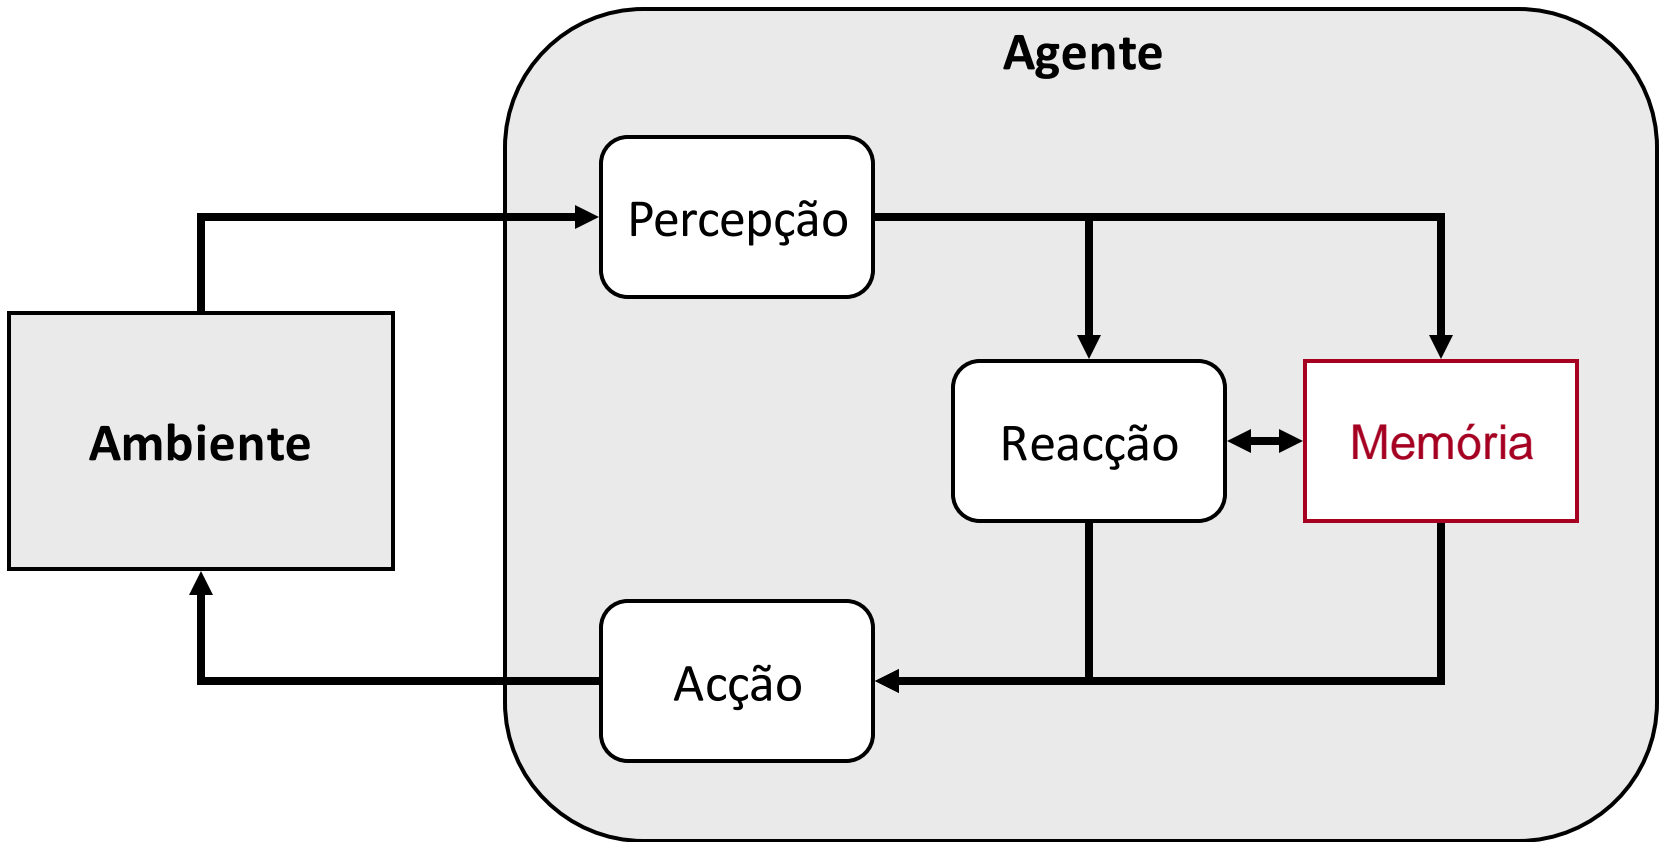 Agente
Percepção
Ambiente
Reacção
Memória
Acção